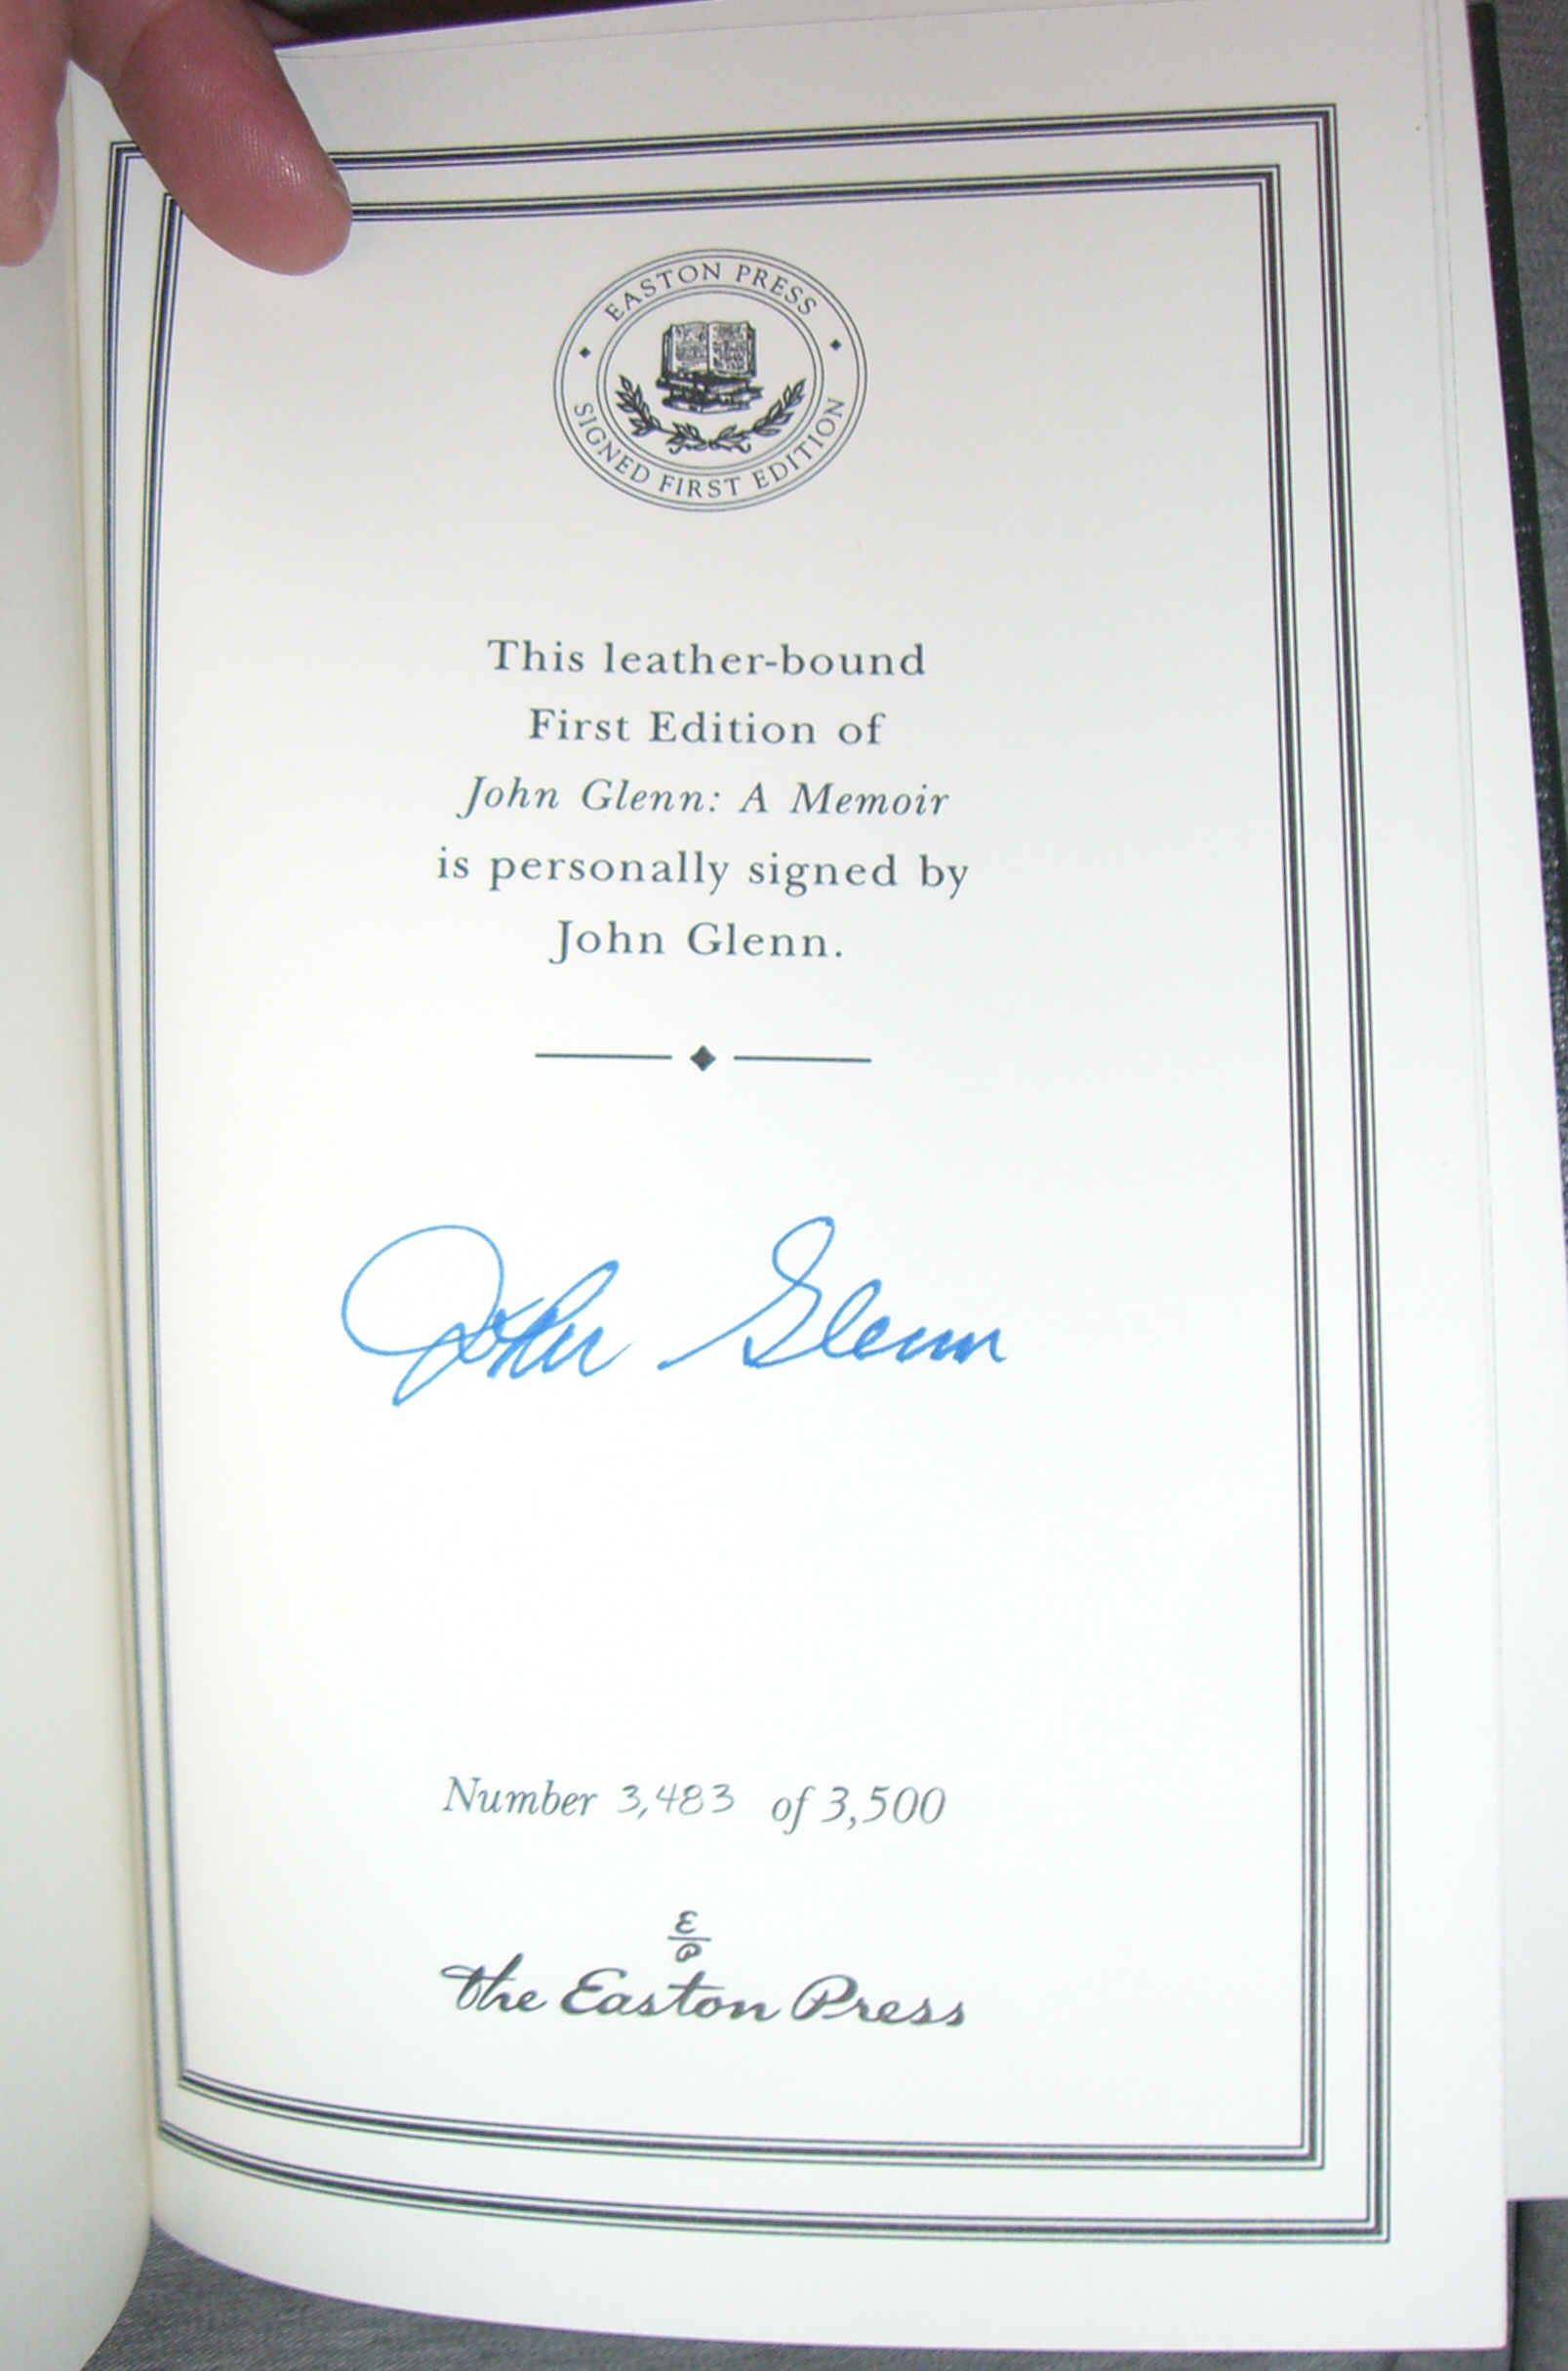 EASTON PRESS
SIGNED FIRST EDITION
This leather-bound
First Edition of
John Glenn: A Memoir
is personally signed by
John Glenn.
John Glenn
Number 3,483 of 3,500
E
P
The Easton Press